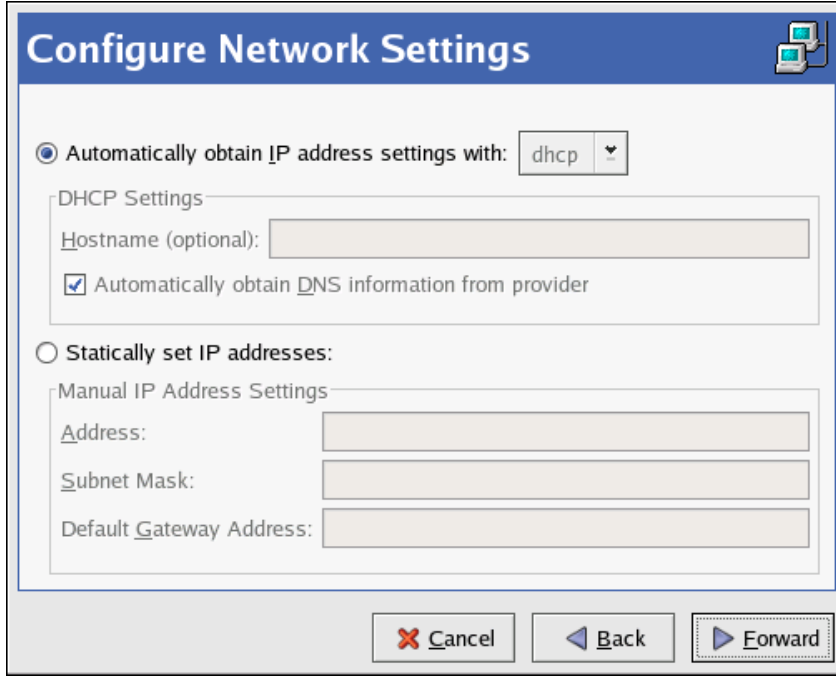 Configure Network Settings
Automatically obtain IP address settings with: dhcp
DHCP Settings
Hostname (optional):
Automatically obtain DNS information from provider
Statically set IP addresses:
Manual IP Address Settings
Address:
Subnet Mask:
Default Gateway Address:
Cancel Back Forward